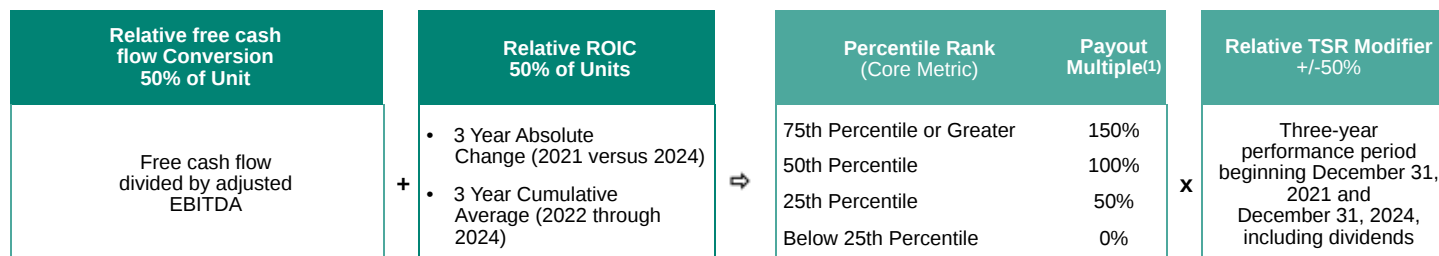 Relative free cash
flow Conversion
50% of Unit
Free cash flow
divided by adjusted
EBITDA
+
Relative ROIC
50% of Units
• 3 Year Absolute
Change (2021 versus 2024)
• 3 Year Cumulative
Average (2022 through
2024)
⇨
Percentile Rank
(Core Metric)
Payout
Multiple(1)
75th Percentile or Greater 150%
50th Percentile 100%
25th Percentile 50%
Below 25th Percentile 0%
x
Relative TSR Modifier
+/-50%
Three-year
performance period
beginning December 31,
2021 and
December 31, 2024,
including dividends